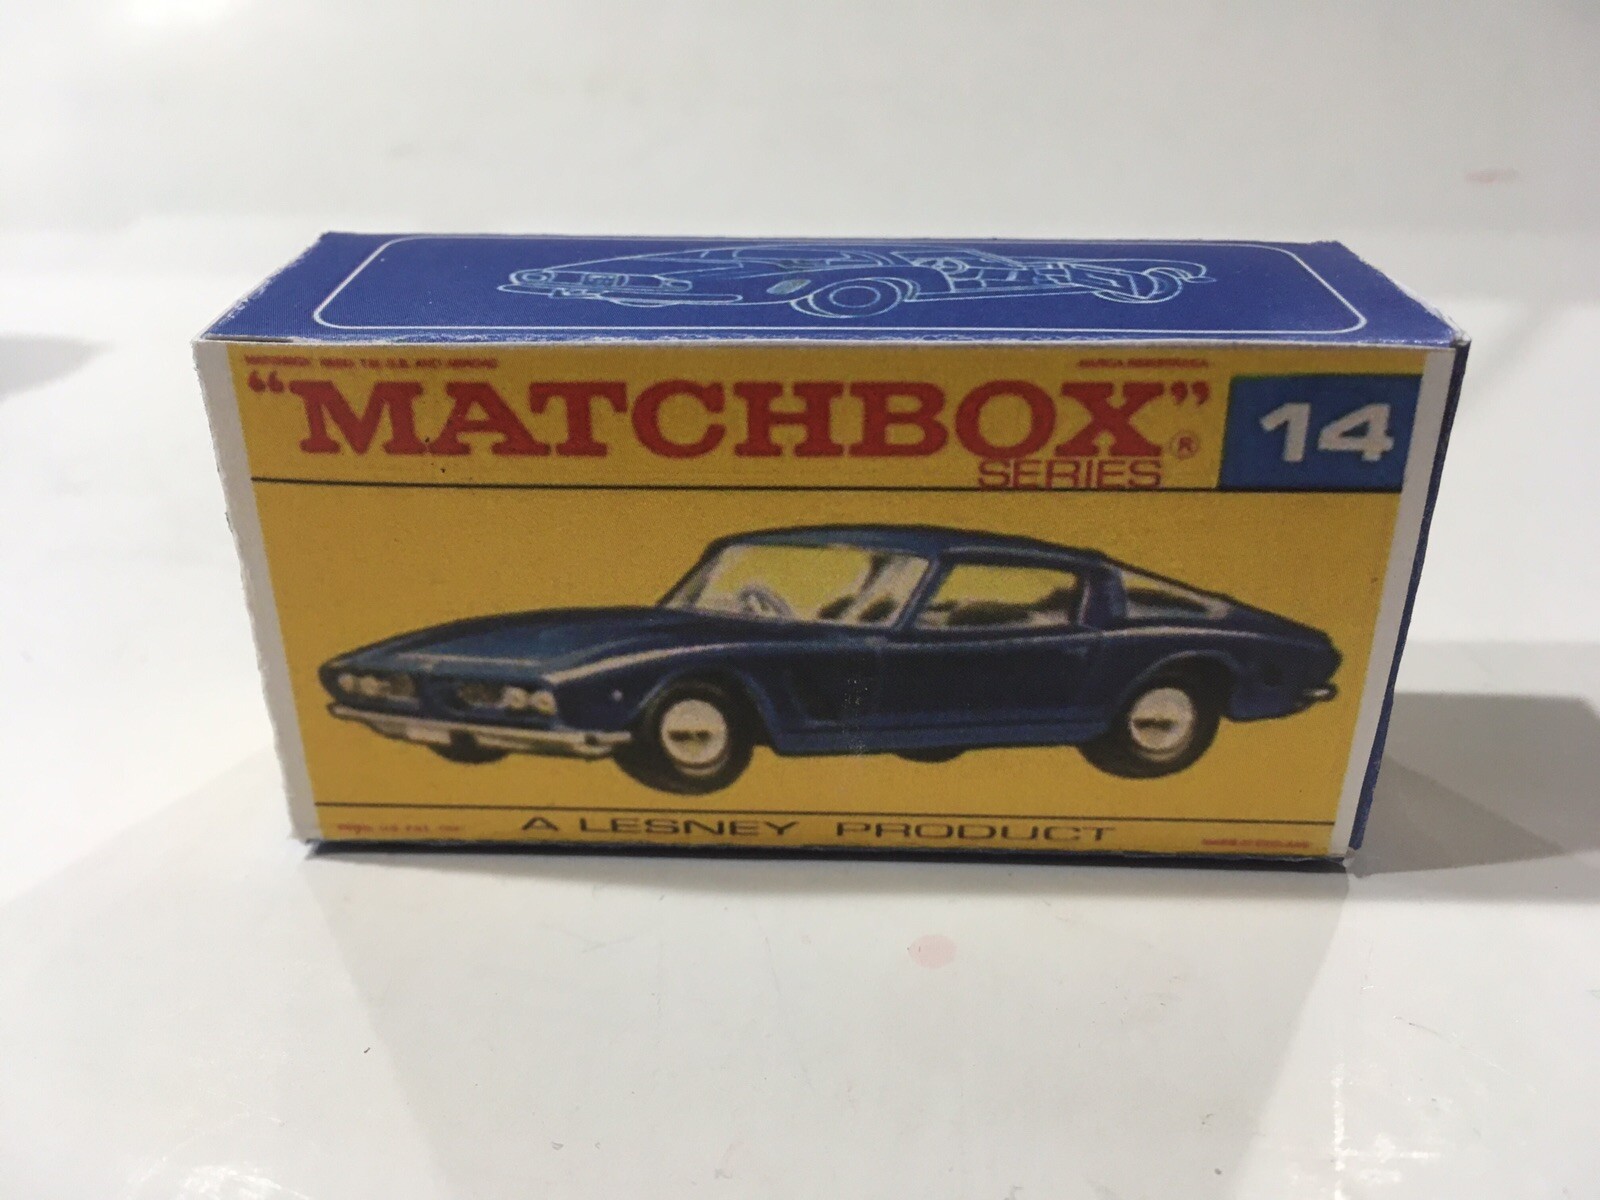 "MATCHBOX"®
SERIES
14
A LESNEY PRODUCT